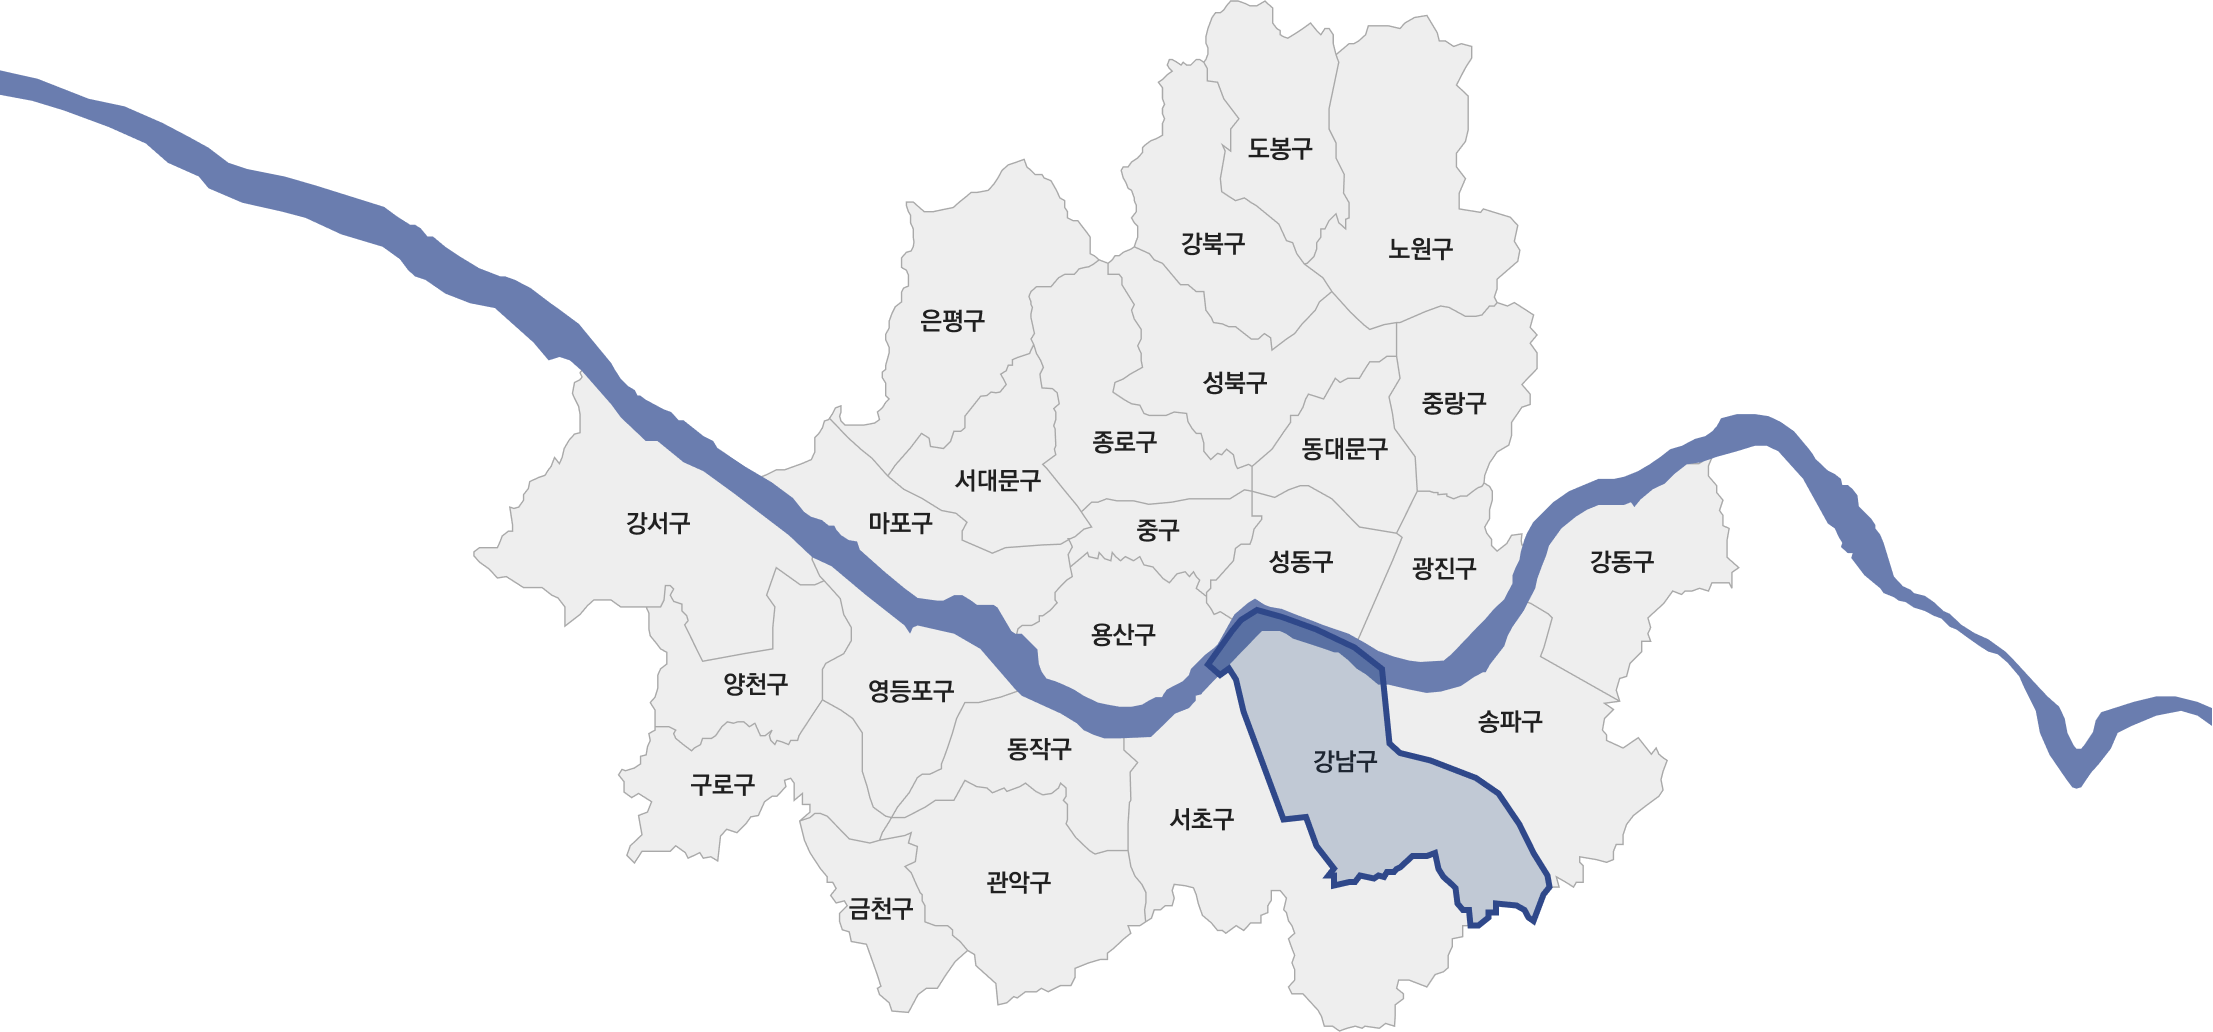 도봉구
강북구
노원구
은평구
성북구
중랑구
종로구
동대문구
서대문구
강서구
마포구
중구
성동구
광진구
강동구
용산구
양천구
영등포구
송파구
동작구
강남구
구로구
서초구
관악구
금천구